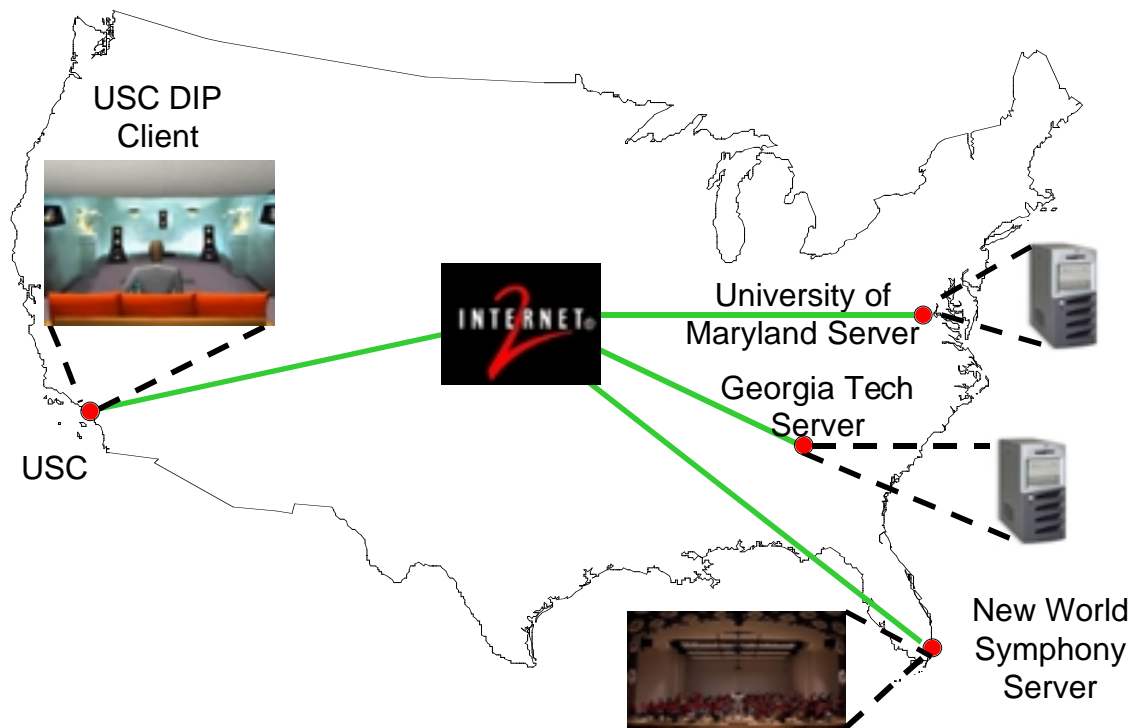 USC DIP
Client
INTERNET®
2
University of
Maryland Server
Georgia Tech
Server
USC
New World
Symphony
Server